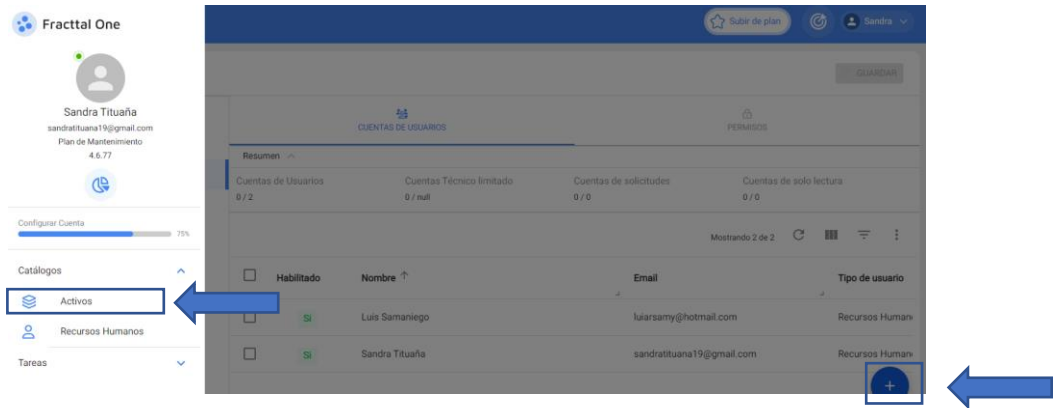 Fracttal One
Sandra Tituaña
sandratituana19@gmail.com
Plan de Mantenimiento
4.6.77
Configurar Cuenta
75%
Catálogos
Activos
Recursos Humanos
Tareas
Subir de plan
Sandra
GUARDAR
CUENTAS DE USUARIOS
PERMISOS
Resumen
Cuentas de Usuarios Cuentas Técnico limitado Cuentas de solicitudes Cuentas de solo lectura
0 / 2 0 / null 0 / 0 0 / 0
Mostrando 2 de 2
Habilitado Nombre Email Tipo de usuario
Si Luis Samaniego luiarsamy@hotmail.com Recursos Human
Si Sandra Tituaña sandratituana19@gmail.com Recursos Human